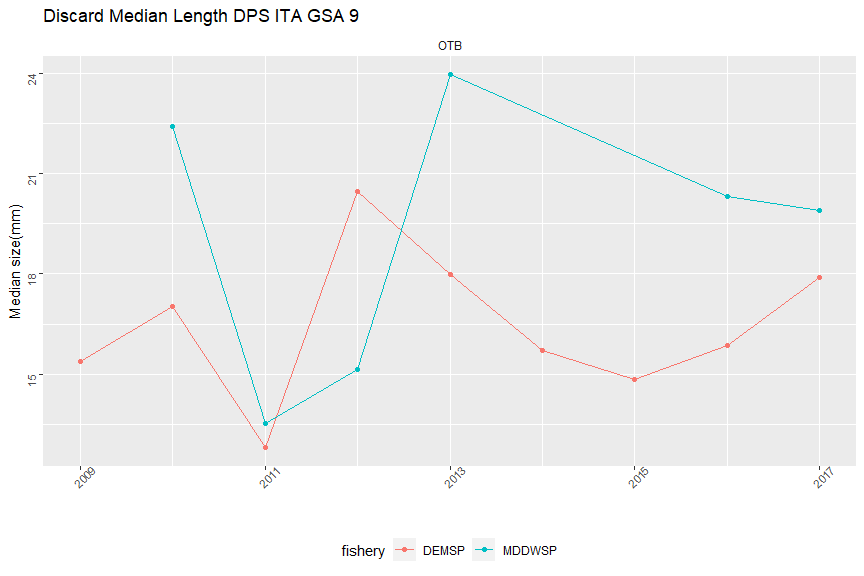 Discard Median Length DPS ITA GSA 9
OTB
Median size(mm)
24
21
18
15
2009
2011
2013
2015
2017
fishery
DEMSP
MDDWSP